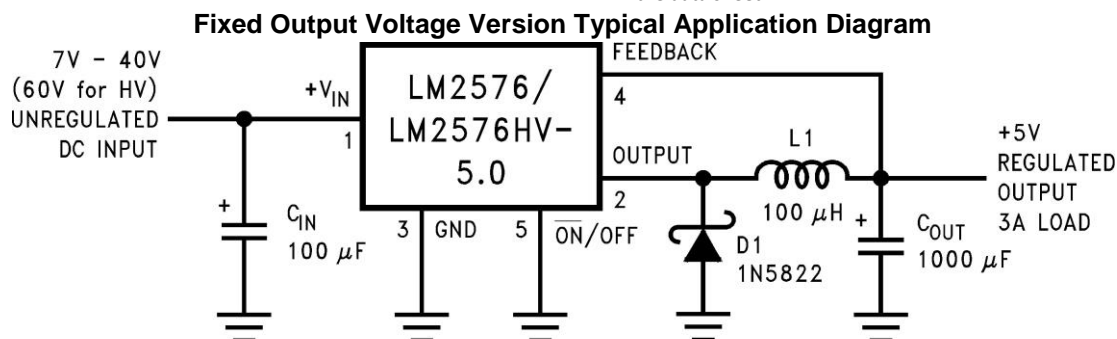 Fixed Output Voltage Version Typical Application Diagram
7V – 40V
(60V for HV)
UNREGULATED
DC INPUT
+VIN
1
LM2576/
LM2576HV-
5.0
FEEDBACK
4
OUTPUT
2
L1
100 μH
+5V
REGULATED
OUTPUT
3A LOAD
+
CIN
100 μF
3
GND
5
ON/OFF
D1
1N5822
+
COUT
1000 μF